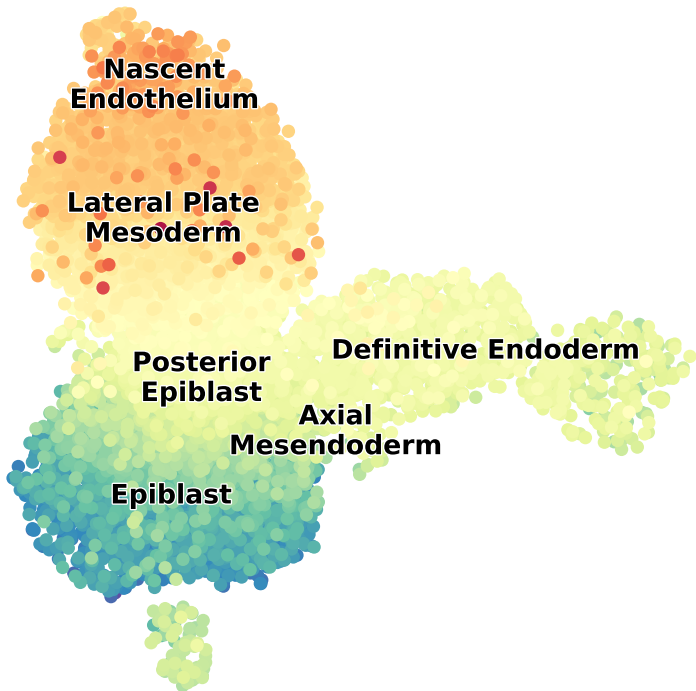 Nascent
Endothelium
Lateral Plate
Mesoderm
Posterior
Epiblast
Definitive Endoderm
Axial
Mesendoderm
Epiblast